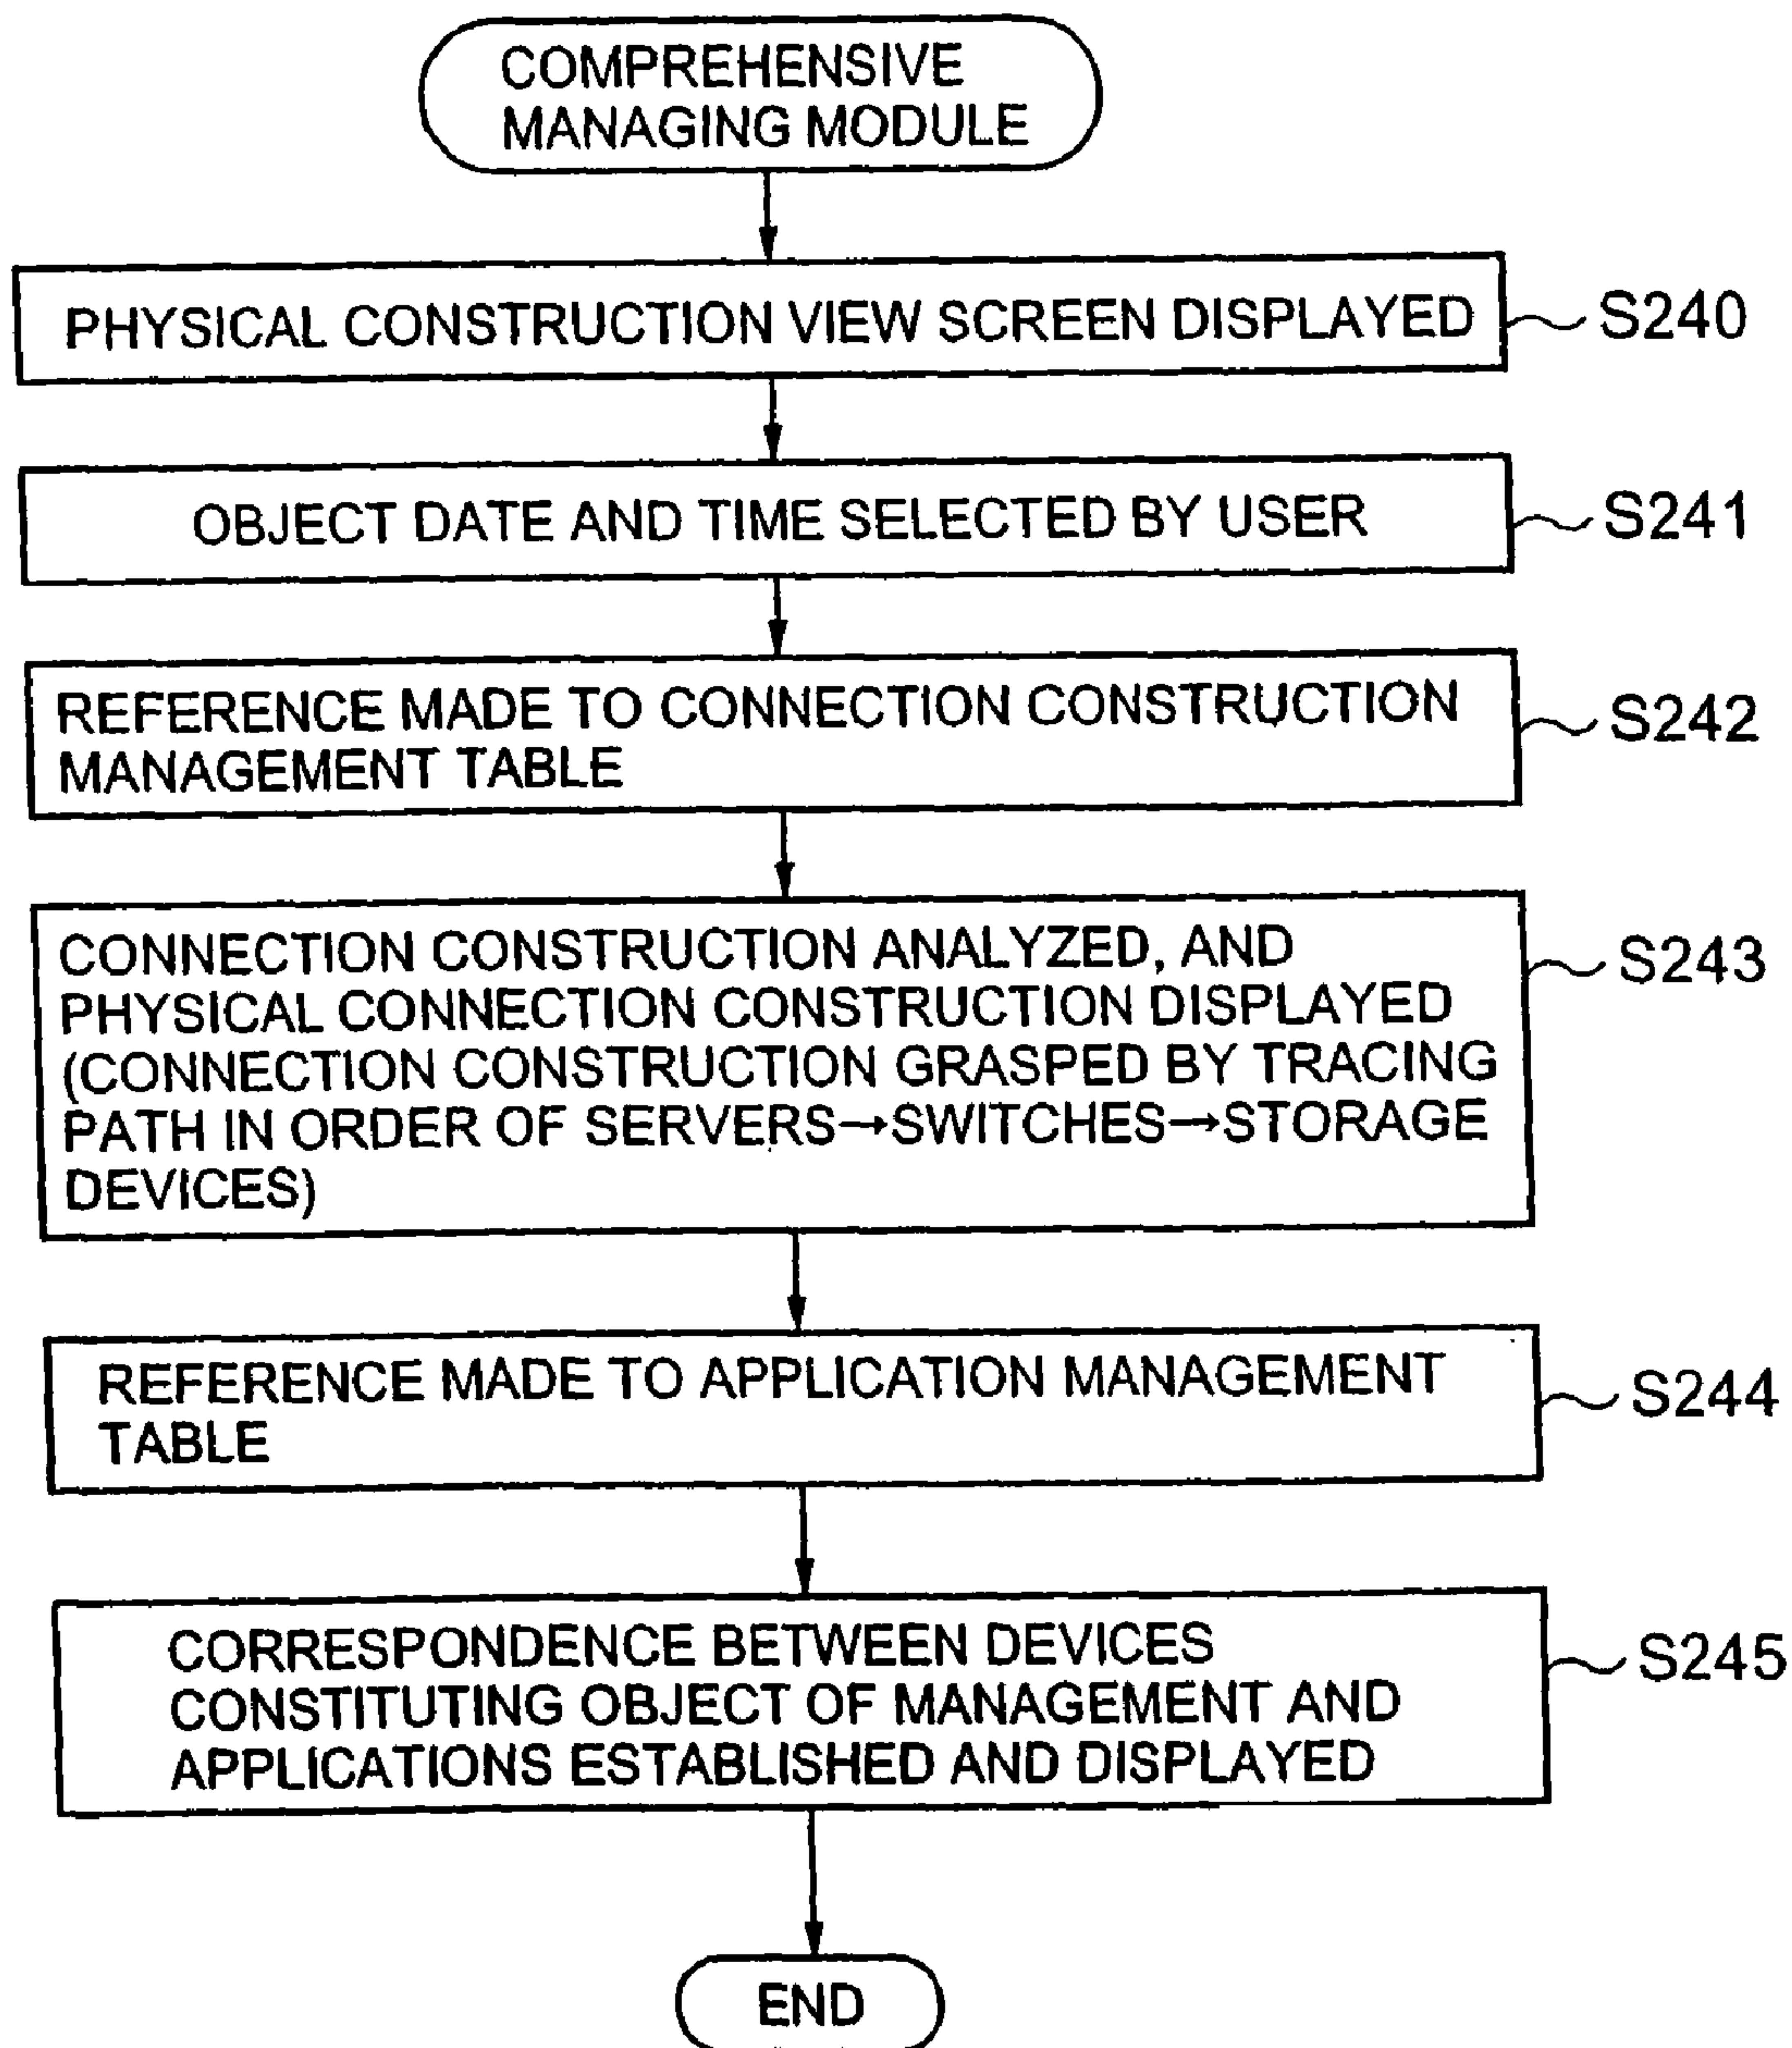 COMPREHENSIVE
MANAGING MODULE
PHYSICAL CONSTRUCTION VIEW SCREEN DISPLAYED
S240
OBJECT DATE AND TIME SELECTED BY USER
S241
REFERENCE MADE TO CONNECTION CONSTRUCTION
MANAGEMENT TABLE
S242
CONNECTION CONSTRUCTION ANALYZED, AND
PHYSICAL CONNECTION CONSTRUCTION DISPLAYED
(CONNECTION CONSTRUCTION GRASPED BY TRACING
PATH IN ORDER OF SERVERS→SWITCHES→STORAGE
DEVICES)
S243
REFERENCE MADE TO APPLICATION MANAGEMENT
TABLE
S244
CORRESPONDENCE BETWEEN DEVICES
CONSTITUTING OBJECT OF MANAGEMENT AND
APPLICATIONS ESTABLISHED AND DISPLAYED
S245
END